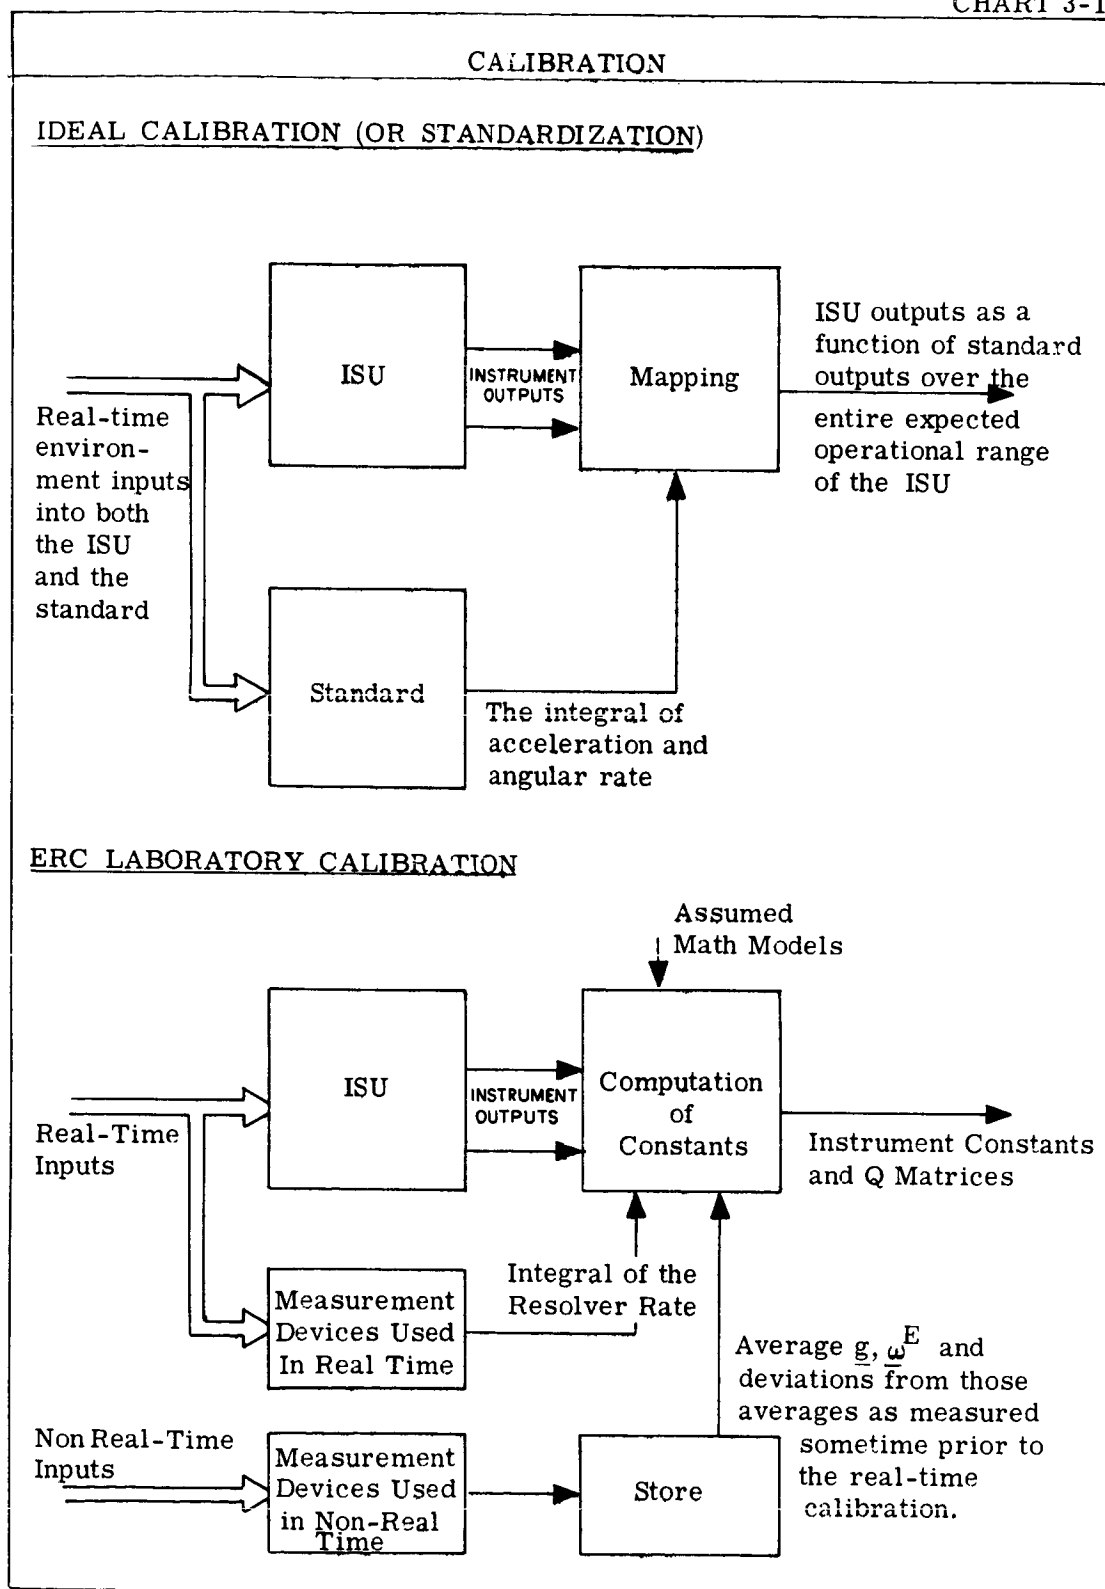 CHART 3-1
CALIBRATION
IDEAL CALIBRATION (OR STANDARDIZATION)
ISU
INSTRUMENT
OUTPUTS
Mapping
ISU outputs as a
function of standard
outputs over the
entire expected
operational range
of the ISU
Real-time
environ-
ment inputs
into both
the ISU
and the
standard
Standard
The integral of
acceleration and
angular rate
ERC LABORATORY CALIBRATION
Assumed
Math Models
ISU
INSTRUMENT
OUTPUTS
Computation
of
Constants
Instrument Constants
and Q Matrices
Real-Time
Inputs
Measurement
Devices Used
In Real Time
Integral of the
Resolver Rate
Average g, ω^E and
deviations from those
averages as measured
sometime prior to
the real-time
calibration.
Non Real-Time
Inputs
Measurement
Devices Used
in Non-Real
Time
Store